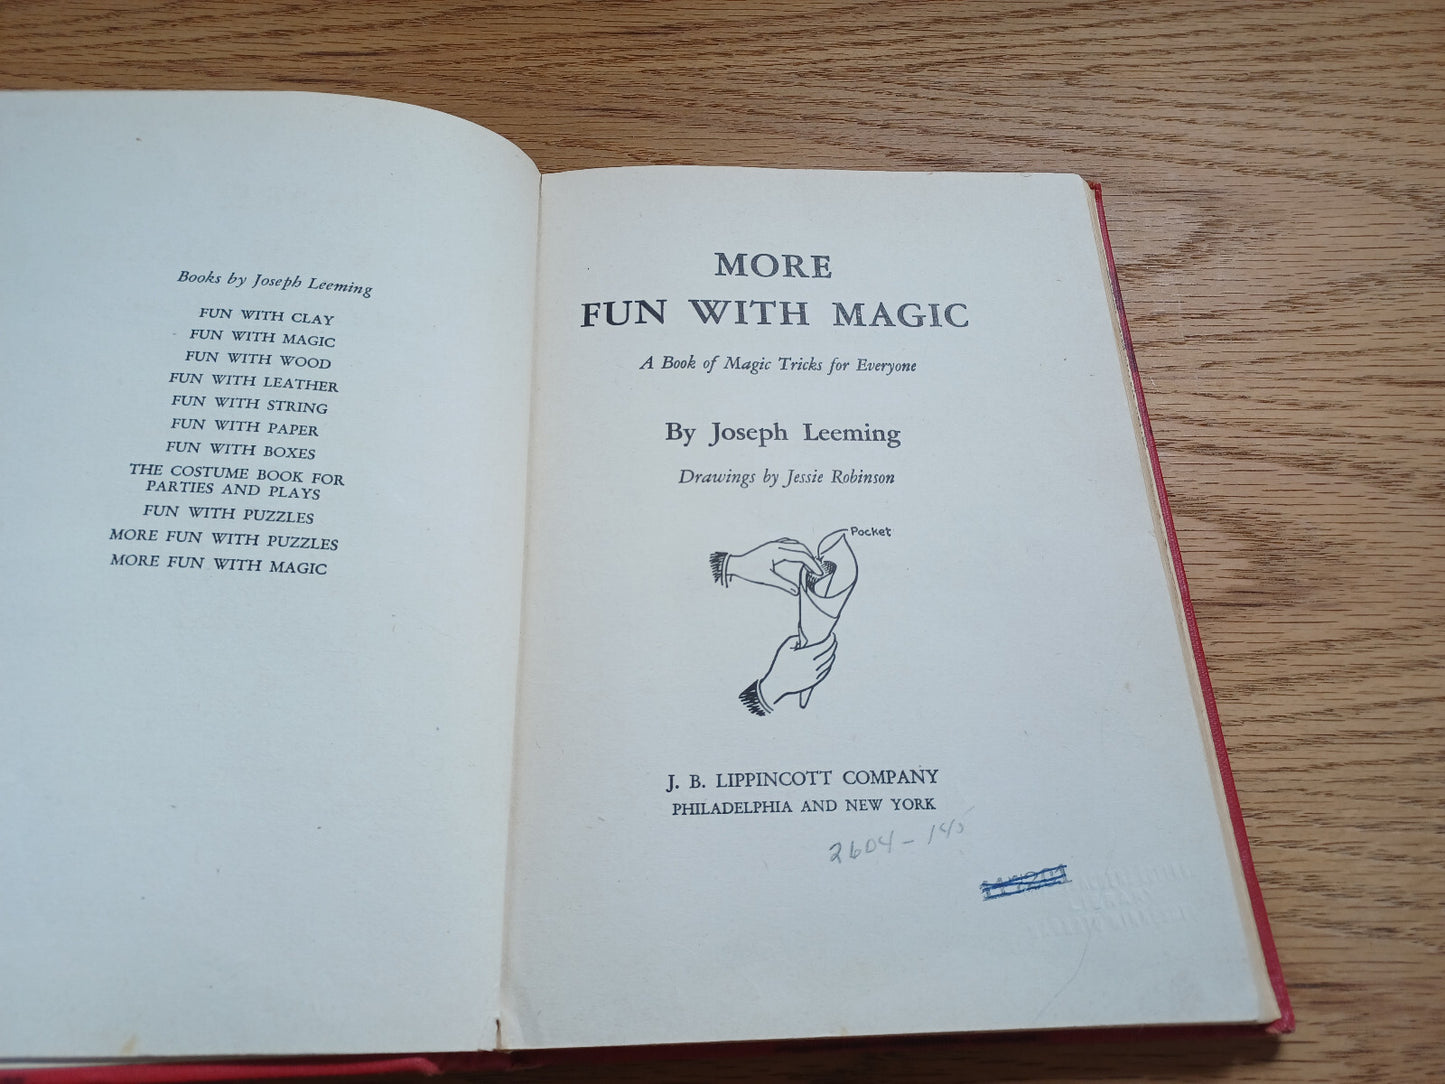 Books by Joseph Leeming
FUN WITH CLAY
FUN WITH MAGIC
FUN WITH WOOD
FUN WITH LEATHER
FUN WITH STRING
FUN WITH PAPER
FUN WITH BOXES
THE COSTUME BOOK FOR
PARTIES AND PLAYS
FUN WITH PUZZLES
MORE FUN WITH PUZZLES
MORE FUN WITH MAGIC
MORE
FUN WITH MAGIC
A Book of Magic Tricks for Everyone
By Joseph Leeming
Drawings by Jessie Robinson
Pocket
J. B. LIPPINCOTT COMPANY
PHILADELPHIA AND NEW YORK
2604 – 145
LIBRARY